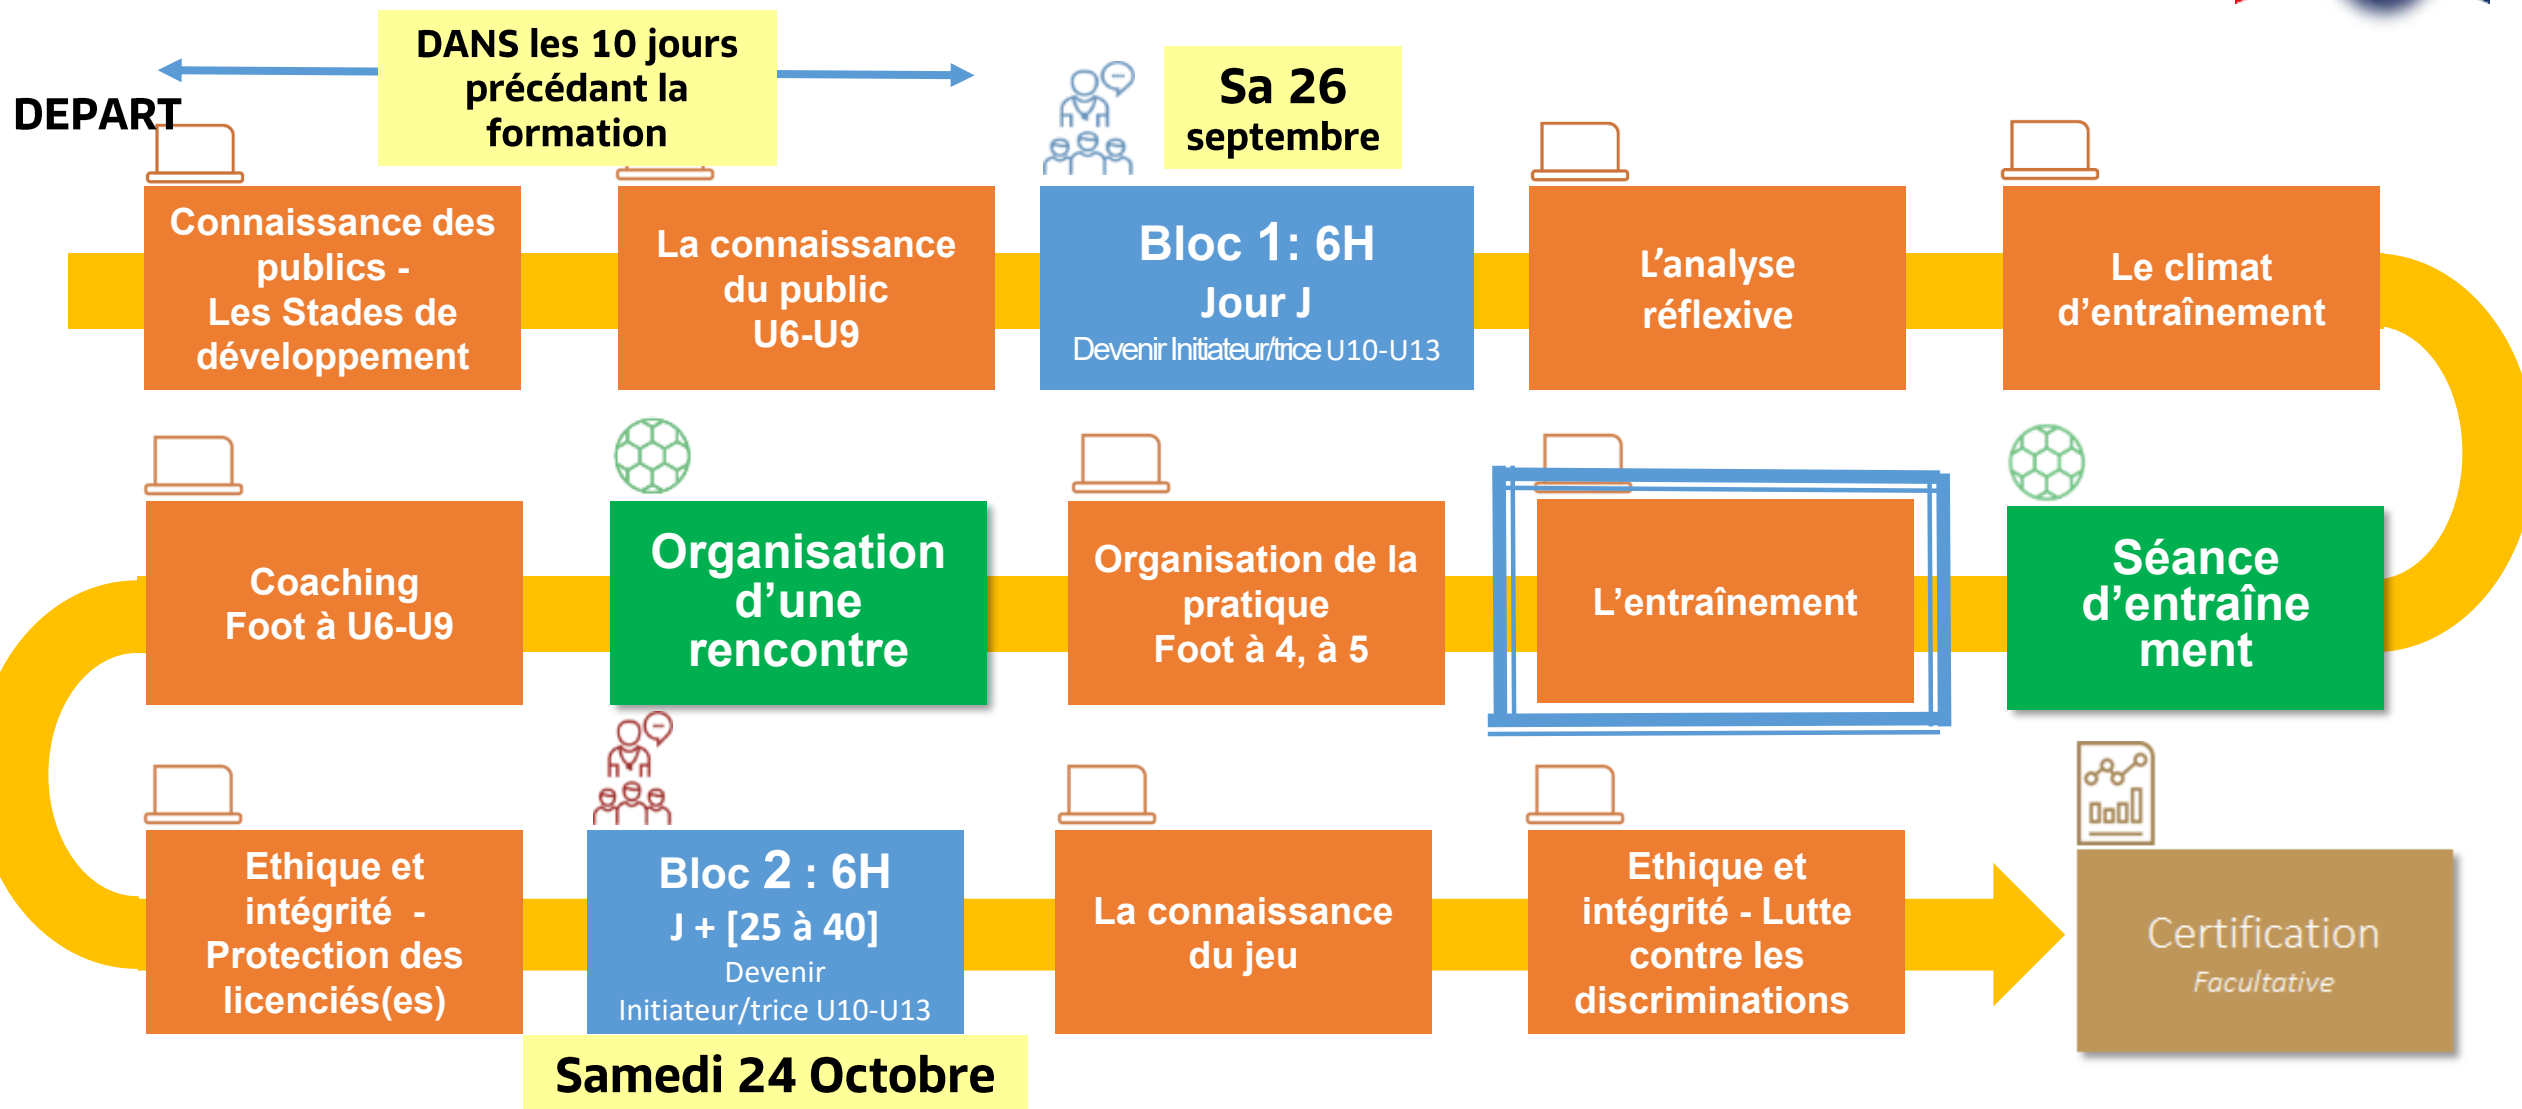 DANS les 10 jours
précédant la
formation
DEPART
Sa 26
septembre
Connaissance des
publics -
Les Stades de
développement
La connaissance
du public
U6-U9
Bloc 1: 6H
Jour J
Devenir Initiateur/trice U10-U13
L'analyse
réflexive
Le climat
d'entraînement
Coaching
Foot à U6-U9
Organisation
d'une
rencontre
Organisation de la
pratique
Foot à 4, à 5
L'entraînement
Séance
d'entraîne
ment
Ethique et
intégrité -
Protection des
licenciés(es)
Bloc 2 : 6H
J + [25 à 40]
Devenir
Initiateur/trice U10-U13
Samedi 24 Octobre
La connaissance
du jeu
Ethique et
intégrité - Lutte
contre les
discriminations
Certification
Facultative